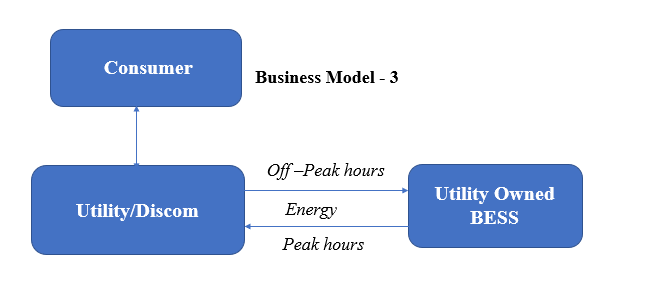 Consumer
Business Model - 3
Off –Peak hours
Utility/Discom
Energy
Utility Owned
BESS
Peak hours